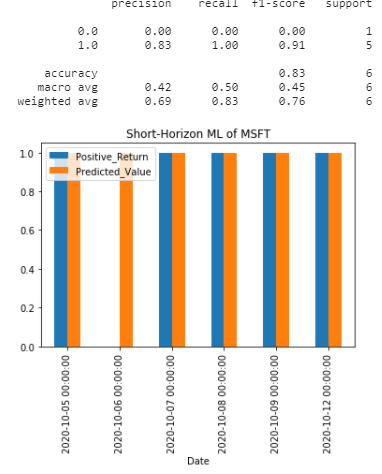 precision recall f1-score support
0.0 0.00 0.00 0.00 1
1.0 0.83 1.00 0.91 5
accuracy 0.83 6
macro avg 0.42 0.50 0.45 6
weighted avg 0.69 0.83 0.76 6
Short-Horizon ML of MSFT
Positive_Return
Predicted_Value
1.0
0.8
0.6
0.4
0.2
0.0
2020-10-05 00:00:00
2020-10-06 00:00:00
2020-10-07 00:00:00
2020-10-08 00:00:00
2020-10-09 00:00:00
2020-10-12 00:00:00
Date